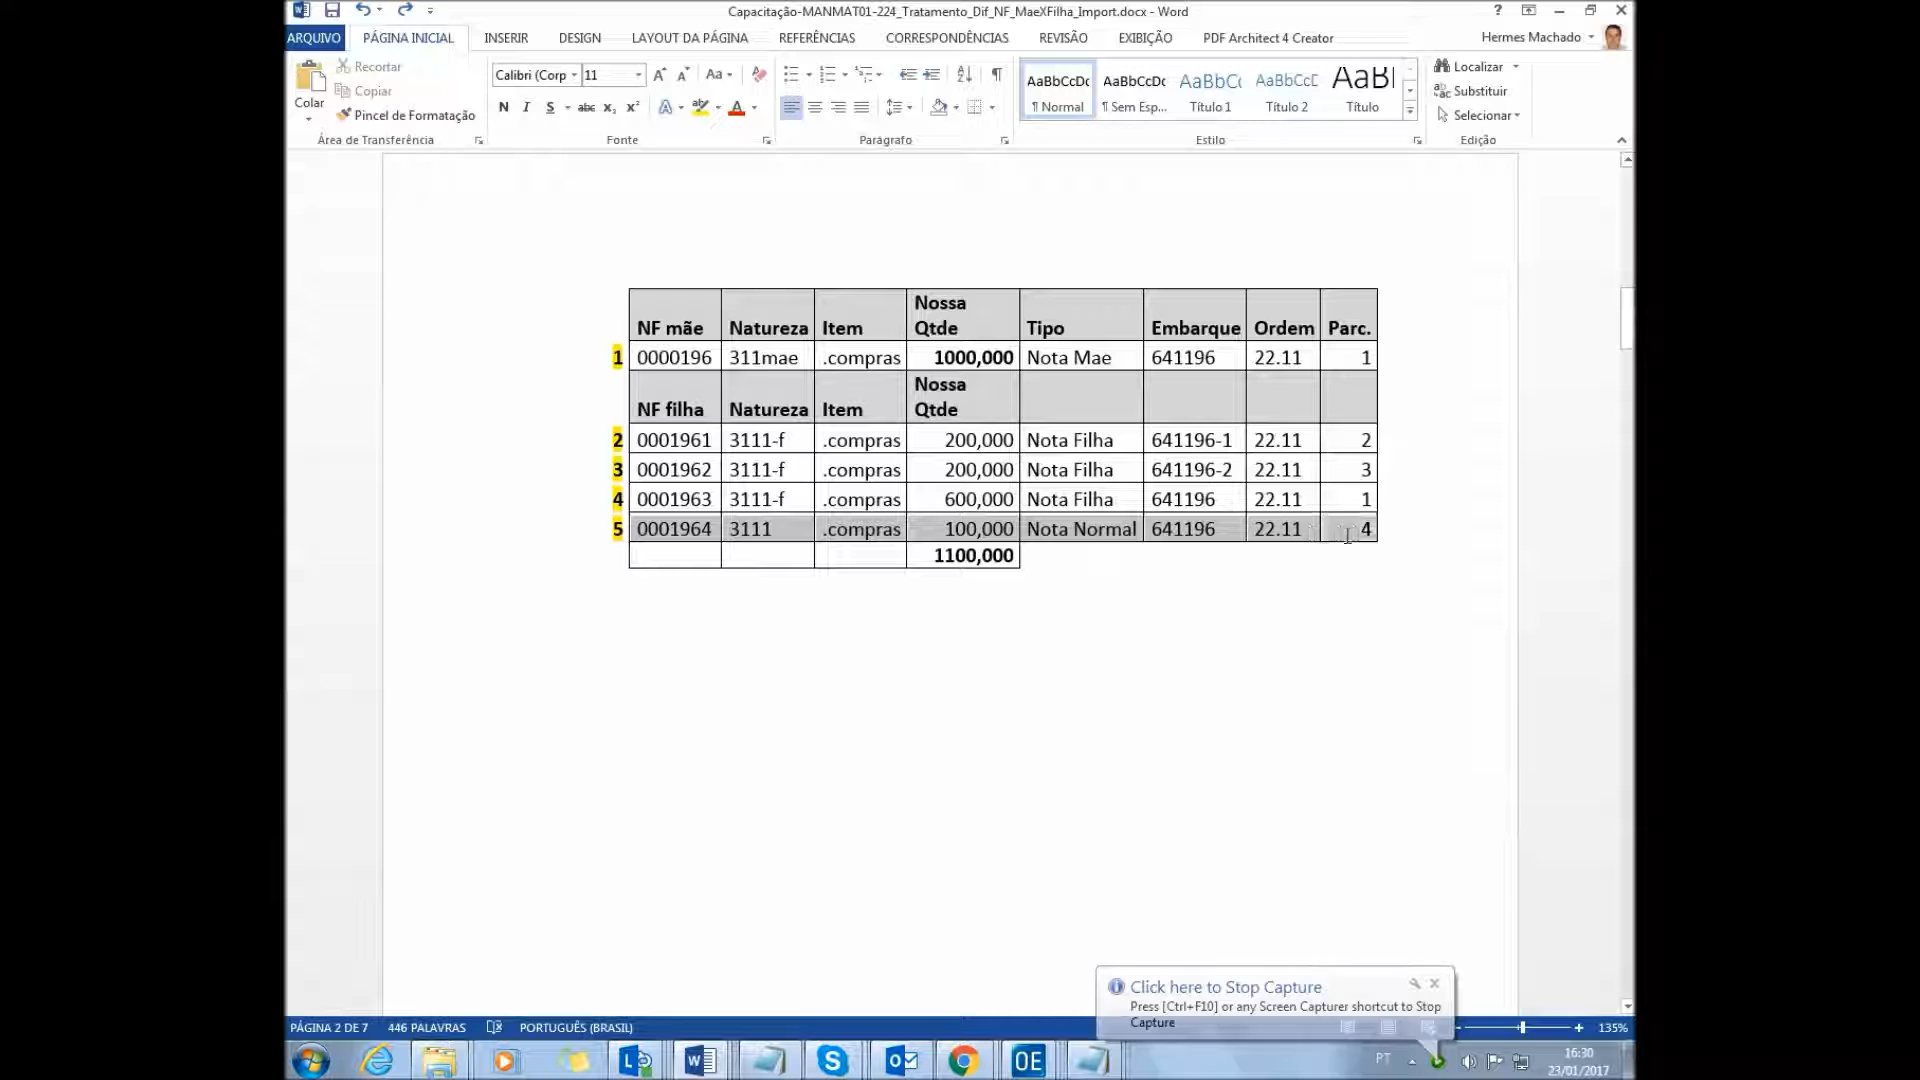 Capacitação-MANMAT01-224_Tratamento_Dif_NF_MaeXFilha_Import.docx - Word
ARQUIVO PÁGINA INICIAL INSERIR DESIGN LAYOUT DA PÁGINA REFERÊNCIAS CORRESPONDÊNCIAS REVISÃO EXIBIÇÃO PDF Architect 4 Creator Hermes Machado
Colar Recortar Copiar Pincel de Formatação
Calibri (Corp 11 Aa
N I S abc x₂ x² A aby A
AaBbCcDc AaBbCcDc AaBbCc AaBbCcE AaBl
¶ Normal ¶ Sem Esp... Título 1 Título 2 Título
Localizar
Substituir
Selecionar
Área de Transferência Fonte Parágrafo Estilo Edição
NF mãe Natureza Item Nossa Qtde Tipo Embarque Ordem Parc.
1 0000196 311mae .compras 1000,000 Nota Mae 641196 22.11 1
NF filha Natureza Item Nossa Qtde
2 0001961 3111-f .compras 200,000 Nota Filha 641196-1 22.11 2
3 0001962 3111-f .compras 200,000 Nota Filha 641196-2 22.11 3
4 0001963 3111-f .compras 600,000 Nota Filha 641196 22.11 1
5 0001964 3111 .compras 100,000 Nota Normal 641196 22.11 4
1100,000
Click here to Stop Capture
Press [Ctrl+F10] or any Screen Capturer shortcut to Stop
Capture
PÁGINA 2 DE 7 446 PALAVRAS PORTUGUÊS (BRASIL) 135%
OE PT 16:30
23/01/2017